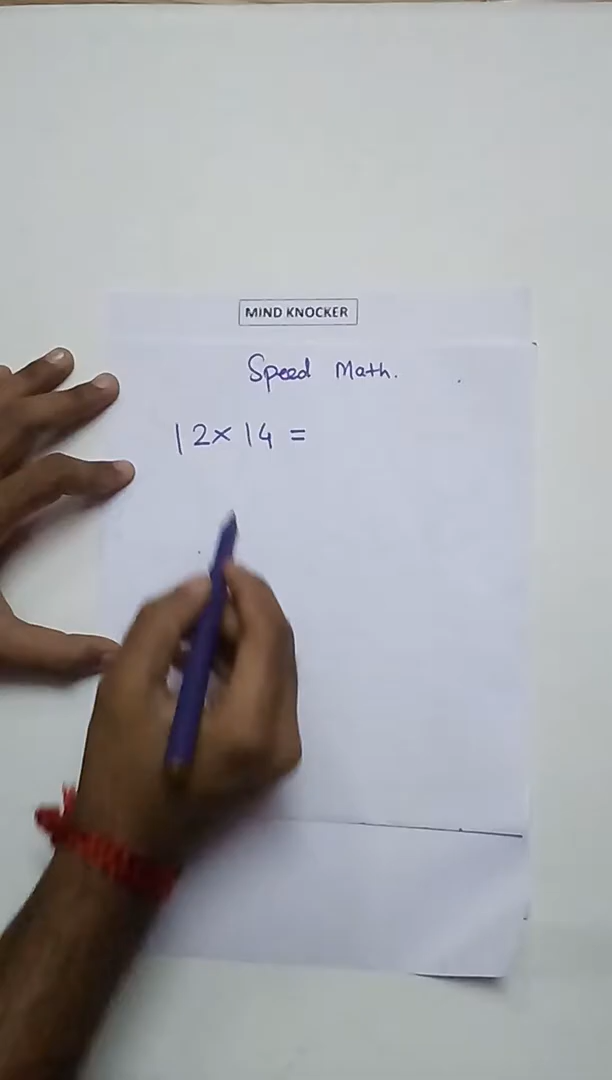 MIND KNOCKER
Speed Math.
12 × 14 =